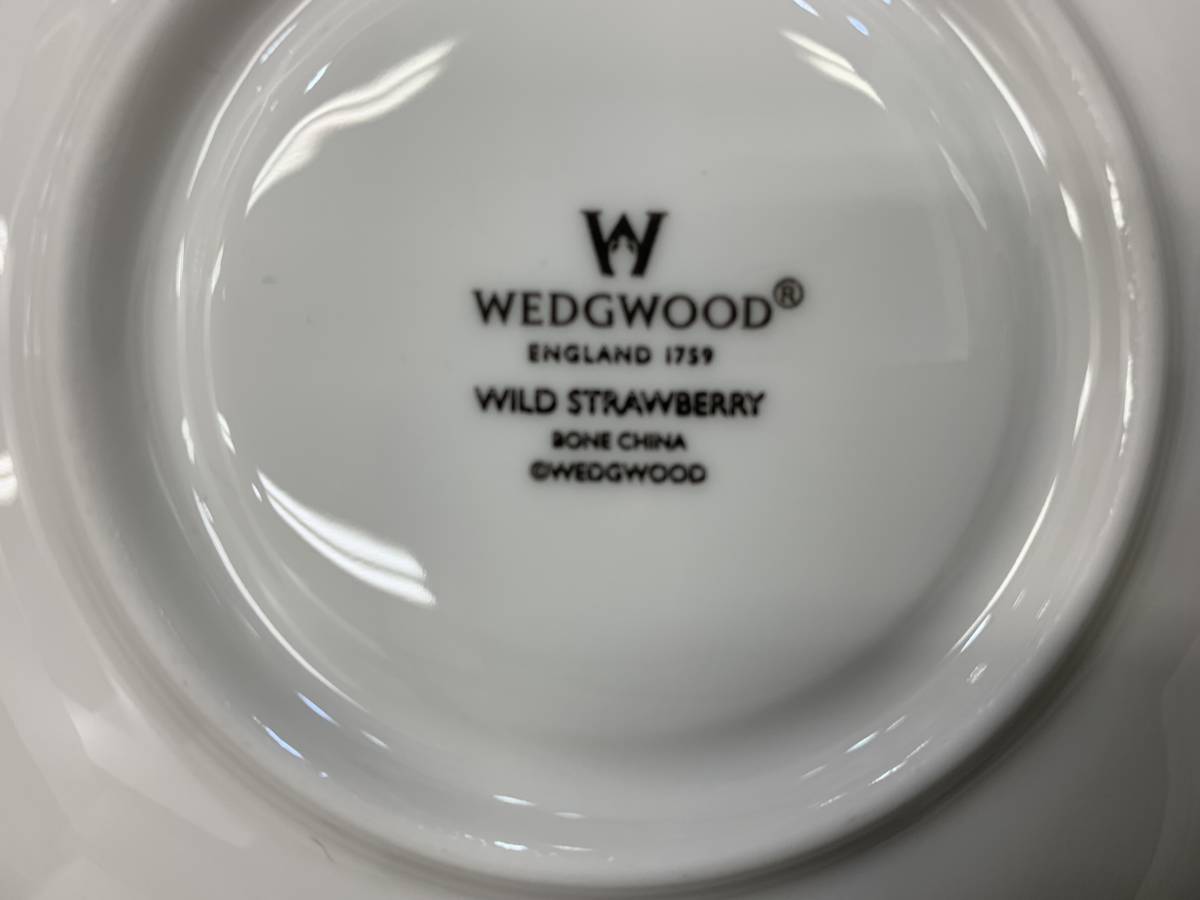 W
WEDGWOOD®
ENGLAND 1759
WILD STRAWBERRY
BONE CHINA
©WEDGWOOD